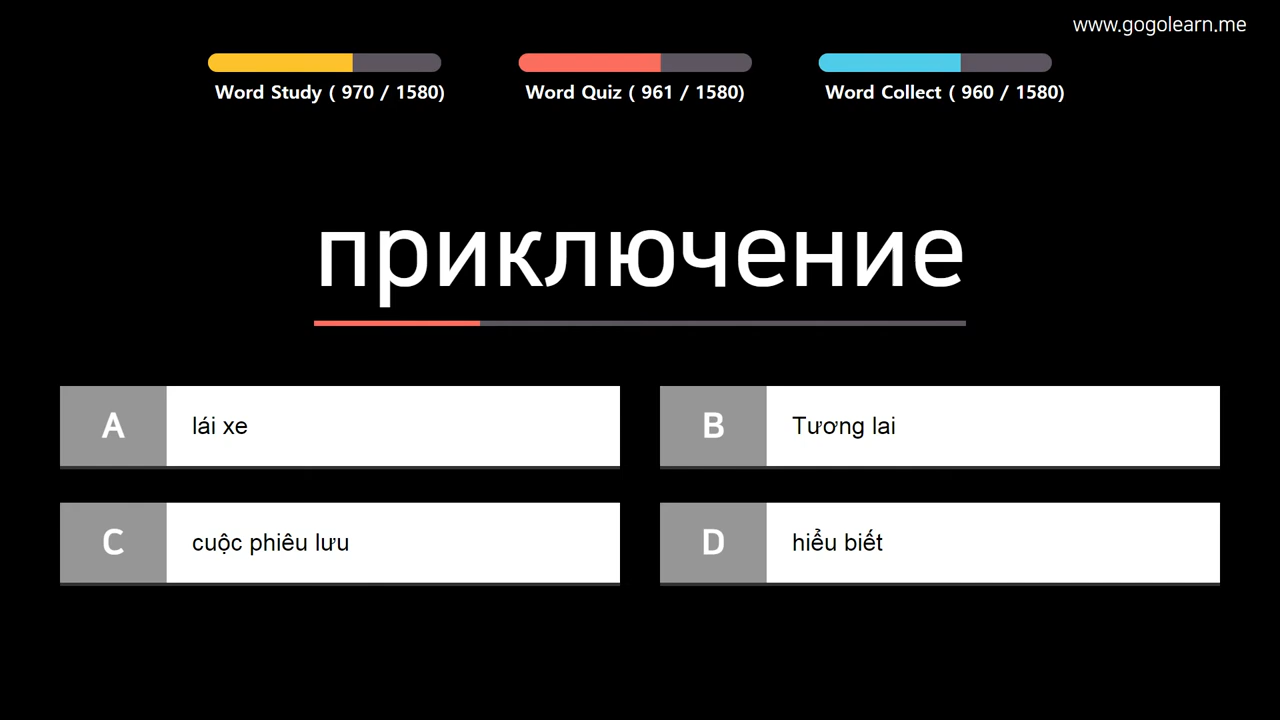 www.gogolearn.me
Word Study ( 970 / 1580)
Word Quiz ( 961 / 1580)
Word Collect ( 960 / 1580)
приключение
A lái xe
B Tương lai
C cuộc phiêu lưu
D hiểu biết